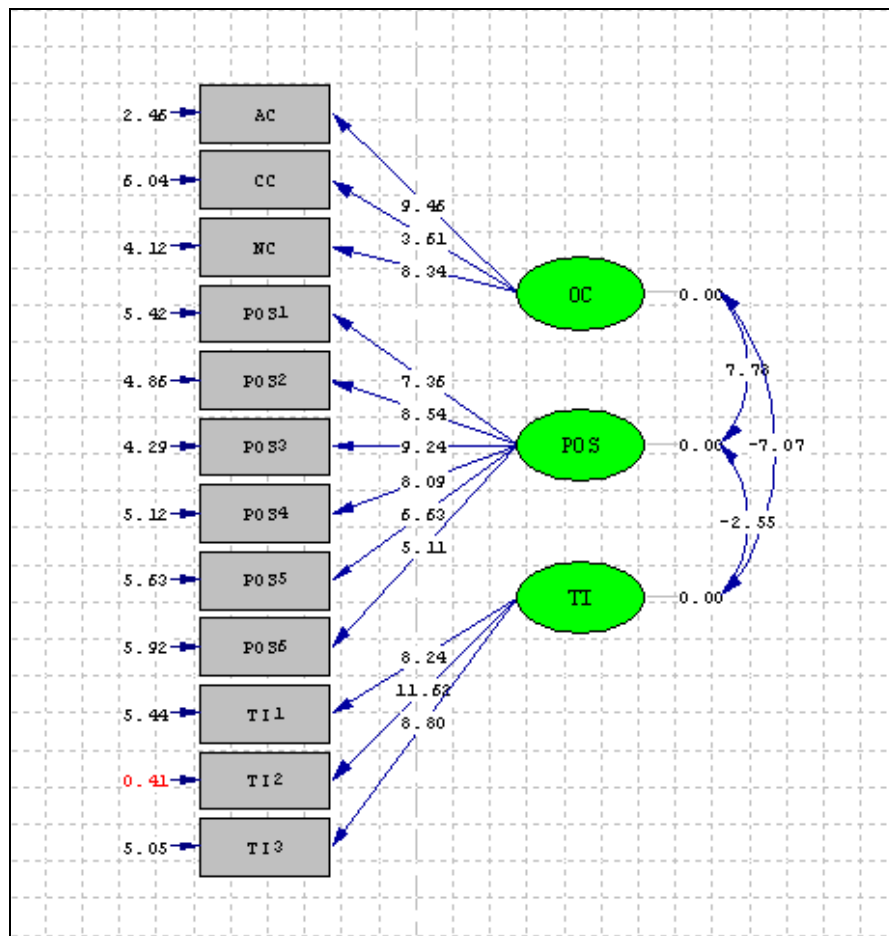 2.46 AC
6.04 CC
9.46
3.61
4.12 NC
8.34
OC 0.00
5.42 POS1
7.36
7.78
4.86 POS2
8.54
4.29 POS3
9.24
POS 0.00 -7.07
8.09
5.12 POS4
6.63
-2.55
5.11
5.63 POS5
TI 0.00
5.92 POS6
8.24
11.62
5.44 TI1
8.80
0.41 TI2
5.05 TI3